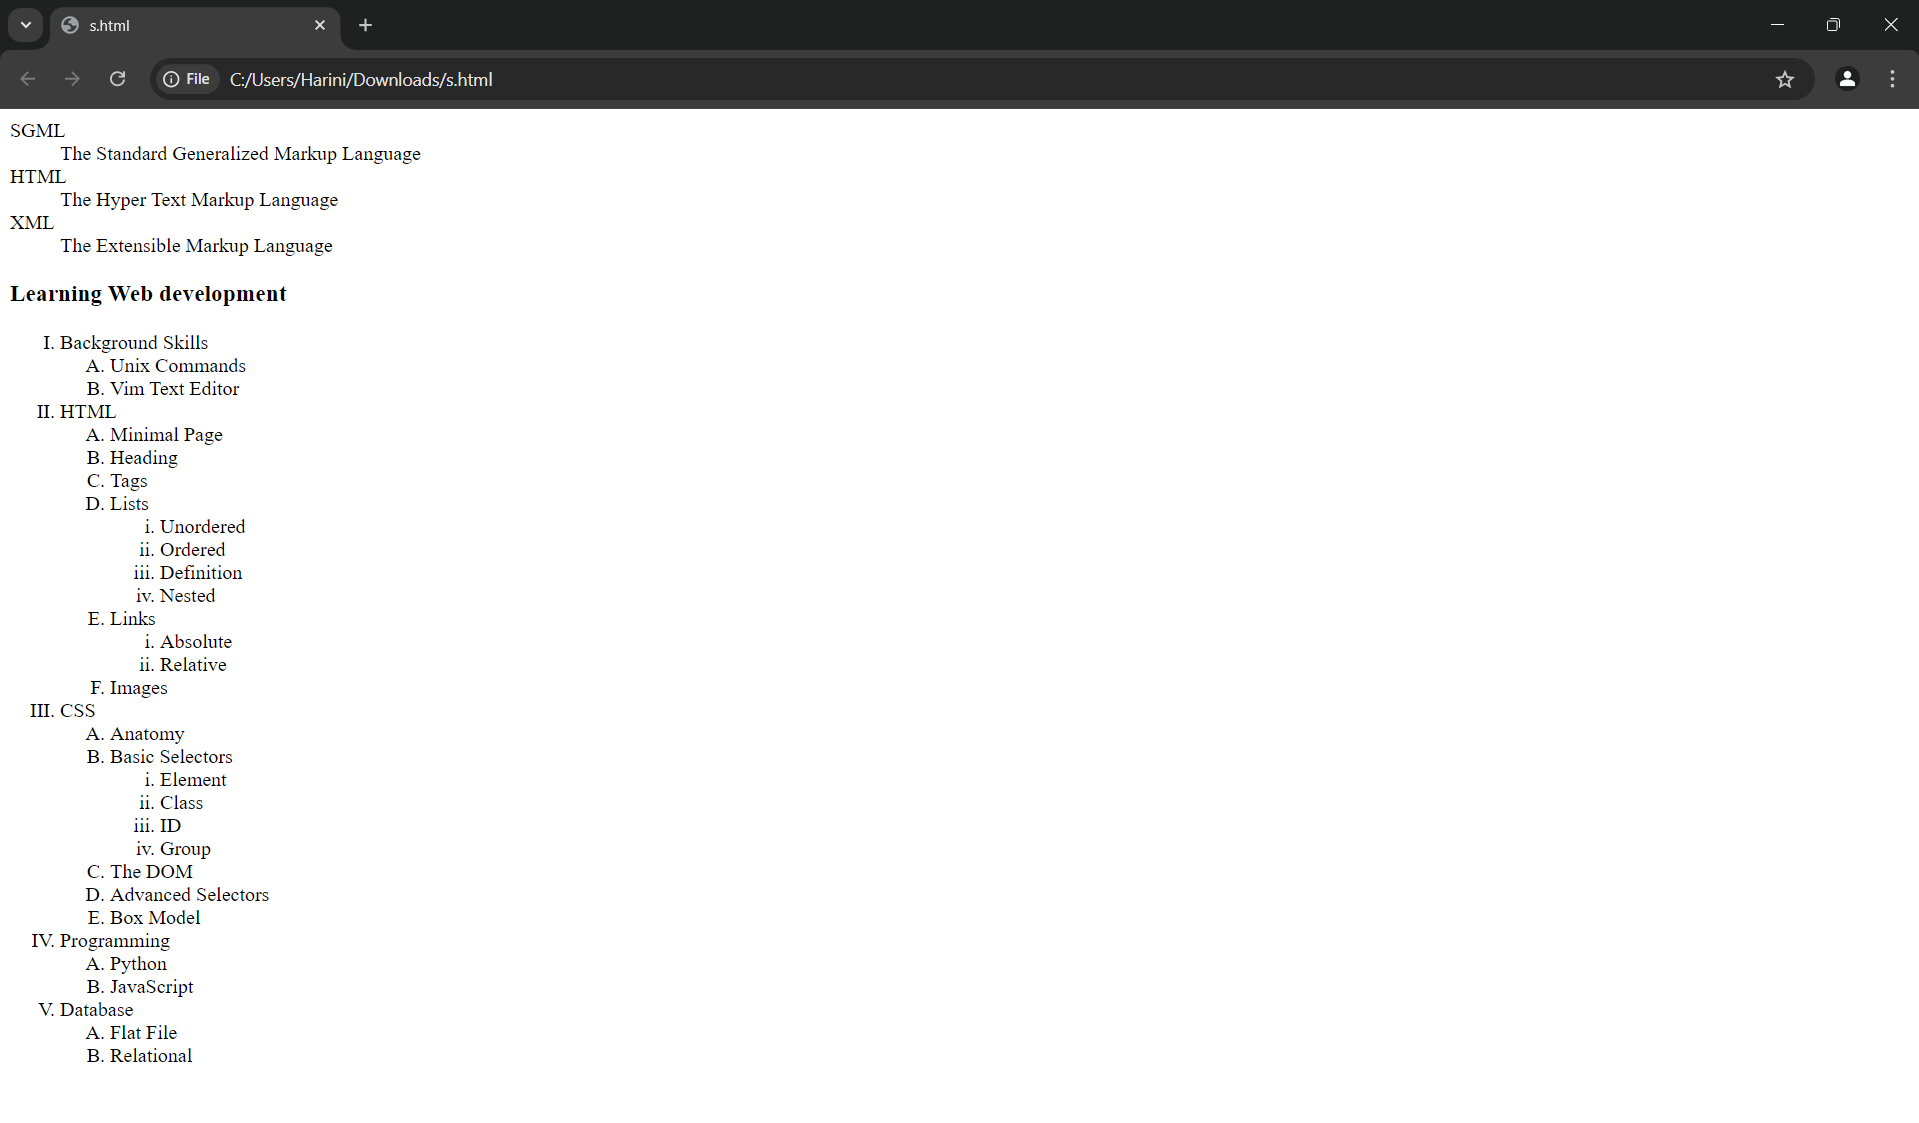 s.html
File C:/Users/Harini/Downloads/s.html
SGML
The Standard Generalized Markup Language
HTML
The Hyper Text Markup Language
XML
The Extensible Markup Language
Learning Web development
I. Background Skills
A. Unix Commands
B. Vim Text Editor
II. HTML
A. Minimal Page
B. Heading
C. Tags
D. Lists
i. Unordered
ii. Ordered
iii. Definition
iv. Nested
E. Links
i. Absolute
ii. Relative
F. Images
III. CSS
A. Anatomy
B. Basic Selectors
i. Element
ii. Class
iii. ID
iv. Group
C. The DOM
D. Advanced Selectors
E. Box Model
IV. Programming
A. Python
B. JavaScript
V. Database
A. Flat File
B. Relational